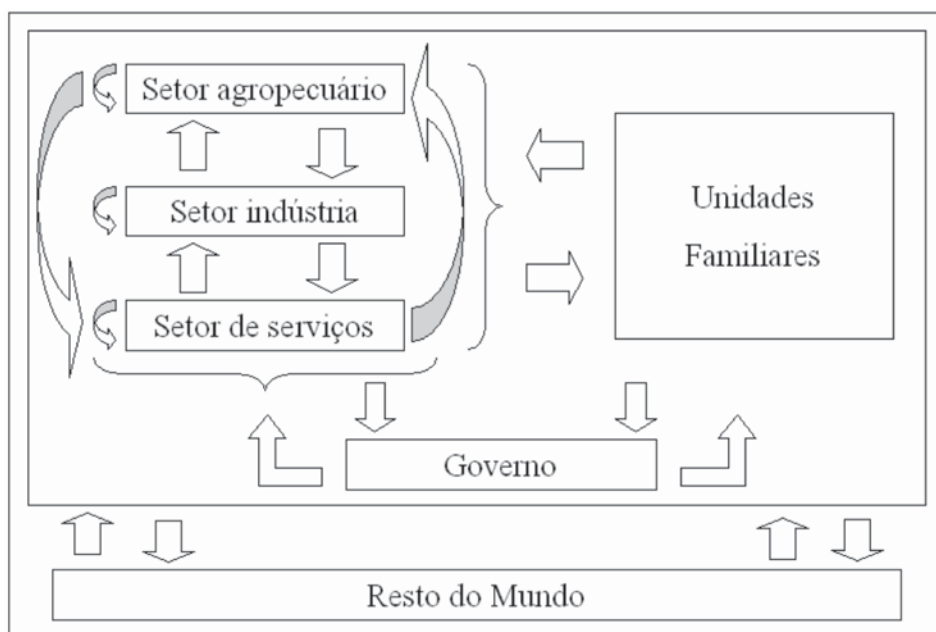 Setor agropecuário
Setor indústria
Setor de serviços
Unidades
Familiares
Governo
Resto do Mundo